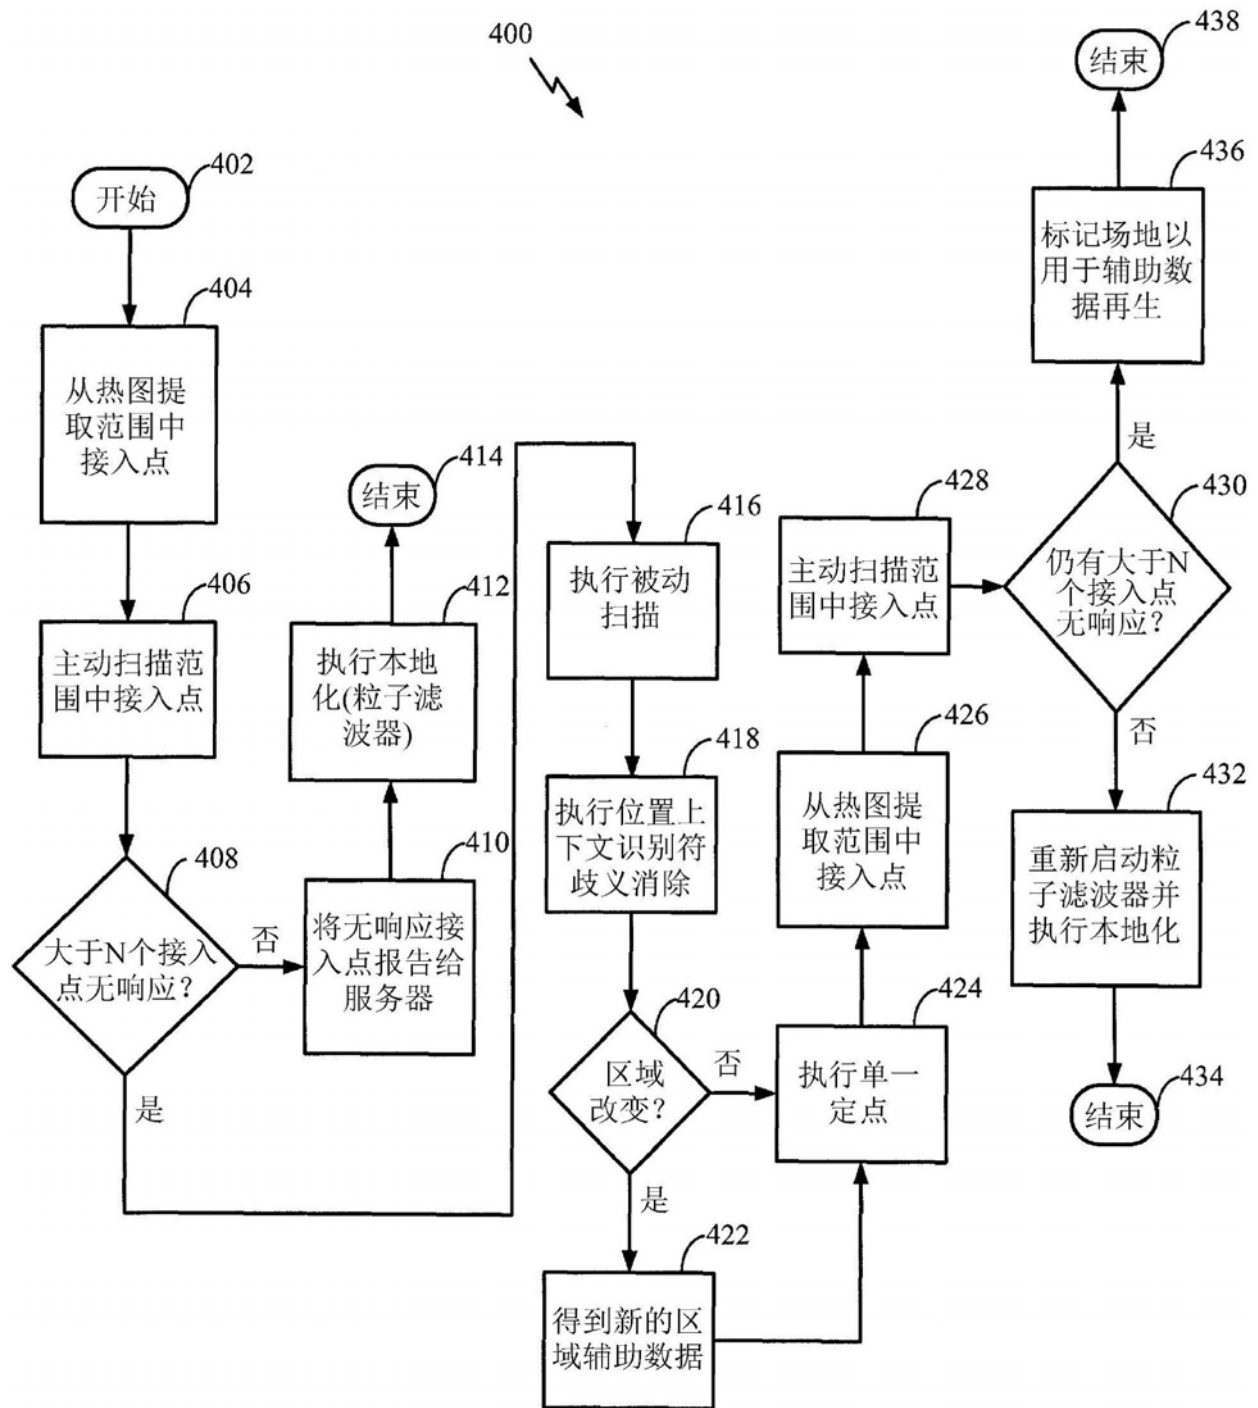 400
402
开始
404
从热图提
取范围中
接入点
406
主动扫描范
围中接入点
408
大于N个接入
点无响应？
否
是
410
将无响应接
入点报告给
服务器
412
执行本地
化(粒子滤
波器)
414
结束
416
执行被动
扫描
418
执行位置上
下文识别符
歧义消除
420
区域
改变？
否
是
422
得到新的区
域辅助数据
424
执行单一
定点
426
从热图提
取范围中
接入点
428
主动扫描范
围中接入点
430
仍有大于N
个接入点
无响应？
是
否
432
重新启动粒
子滤波器并
执行本地化
434
结束
436
标记场地以
用于辅助数
据再生
438
结束